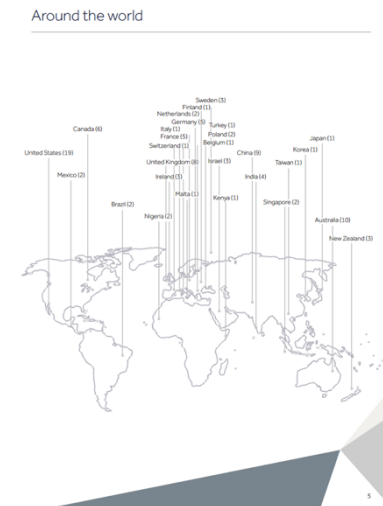 Around the world
Sweden (3)
Finland (1)
Netherlands (2)
Germany (5)
Turkey (1)
Canada (6)
Italy (1)
Poland (2)
France (3)
Japan (1)
Switzerland (1)
Belgium (1)
United States (19)
China (9)
Korea (1)
United Kingdom (8)
Israel (3)
Taiwan (1)
Mexico (2)
Ireland (3)
India (4)
Malta (1)
Kenya (1)
Brazil (2)
Singapore (2)
Nigeria (2)
Australia (10)
New Zealand (3)
5